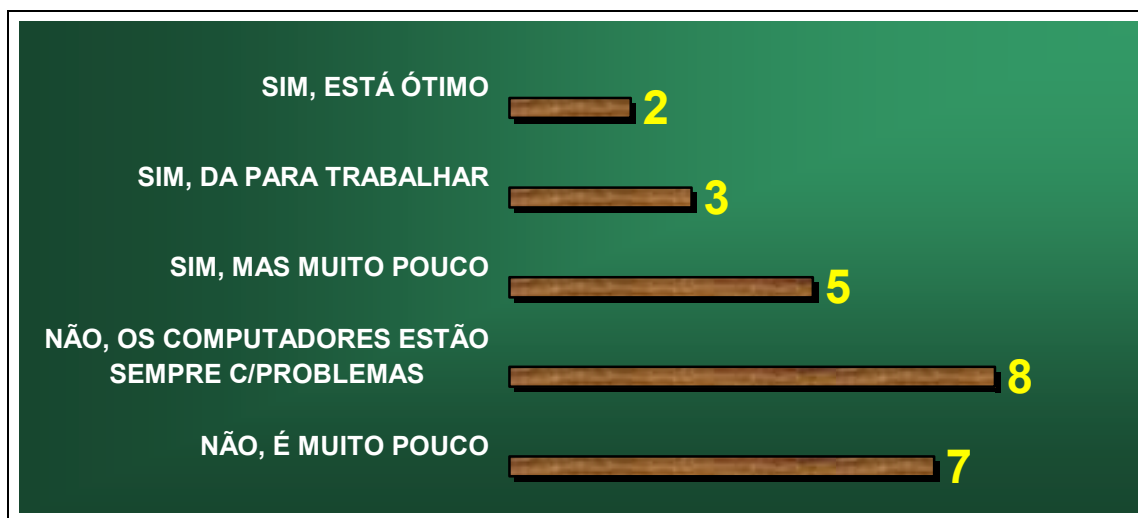 SIM, ESTÁ ÓTIMO
2
SIM, DA PARA TRABALHAR
3
SIM, MAS MUITO POUCO
5
NÃO, OS COMPUTADORES ESTÃO
SEMPRE C/PROBLEMAS
8
NÃO, É MUITO POUCO
7